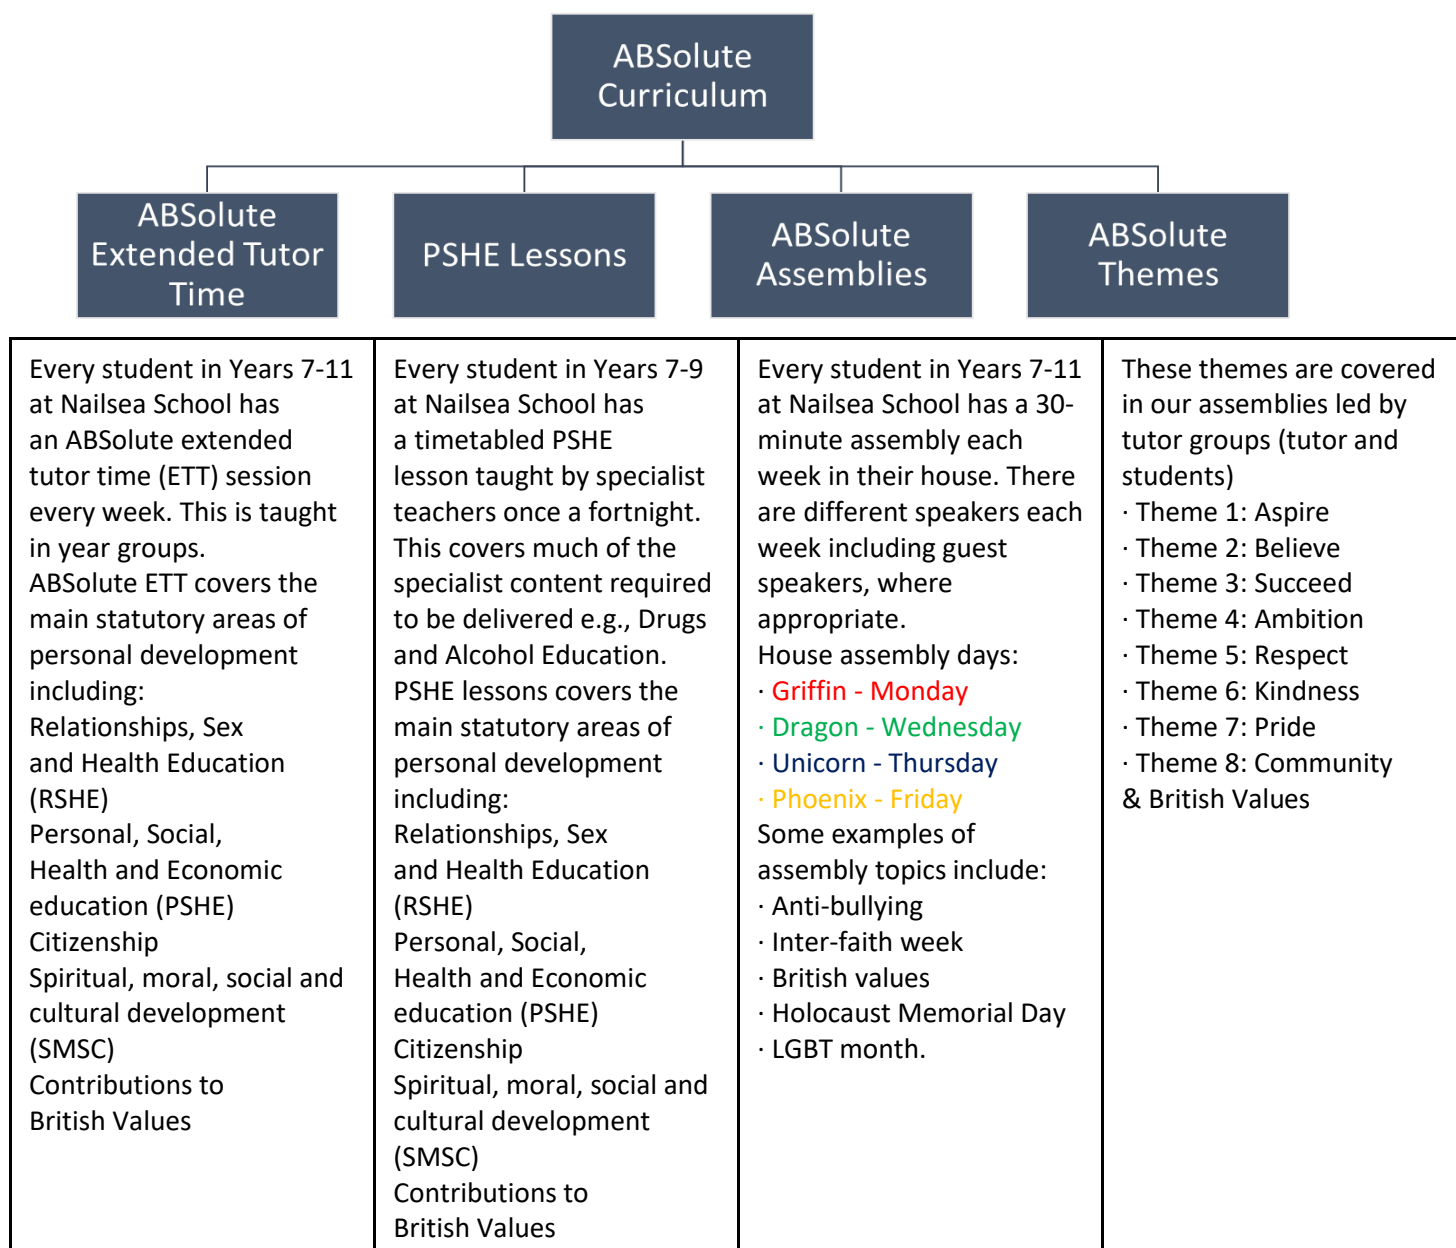 ABSolute
Curriculum
ABSolute
Extended Tutor
Time
PSHE Lessons
ABSolute
Assemblies
ABSolute
Themes
Every student in Years 7-11
at Nailsea School has
an ABSolute extended
tutor time (ETT) session
every week. This is taught
in year groups.
ABSolute ETT covers the
main statutory areas of
personal development
including:
Relationships, Sex
and Health Education
(RSHE)
Personal, Social,
Health and Economic
education (PSHE)
Citizenship
Spiritual, moral, social and
cultural development
(SMSC)
Contributions to
British Values
Every student in Years 7-9
at Nailsea School has
a timetabled PSHE
lesson taught by specialist
teachers once a fortnight.
This covers much of the
specialist content required
to be delivered e.g., Drugs
and Alcohol Education.
PSHE lessons covers the
main statutory areas of
personal development
including:
Relationships, Sex
and Health Education
(RSHE)
Personal, Social,
Health and Economic
education (PSHE)
Citizenship
Spiritual, moral, social and
cultural development
(SMSC)
Contributions to
British Values
Every student in Years 7-11
at Nailsea School has a 30-
minute assembly each
week in their house. There
are different speakers each
week including guest
speakers, where
appropriate.
House assembly days:
· Griffin - Monday
· Dragon - Wednesday
· Unicorn - Thursday
· Phoenix - Friday
Some examples of
assembly topics include:
· Anti-bullying
· Inter-faith week
· British values
· Holocaust Memorial Day
· LGBT month.
These themes are covered
in our assemblies led by
tutor groups (tutor and
students)
· Theme 1: Aspire
· Theme 2: Believe
· Theme 3: Succeed
· Theme 4: Ambition
· Theme 5: Respect
· Theme 6: Kindness
· Theme 7: Pride
· Theme 8: Community
& British Values